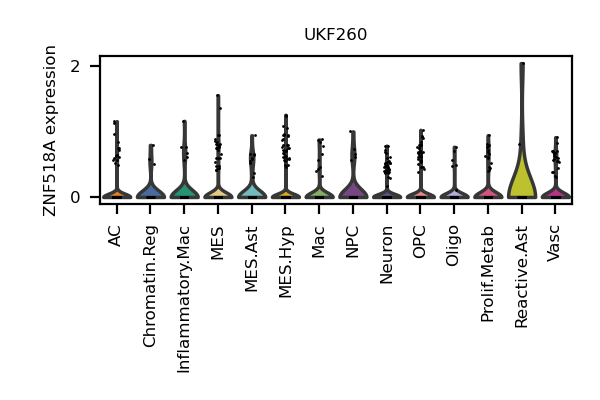 UKF260
ZNF518A expression
2
0
AC
Chromatin.Reg
Inflammatory.Mac
MES
MES.Ast
MES.Hyp
Mac
NPC
Neuron
OPC
Oligo
Prolif.Metab
Reactive.Ast
Vasc